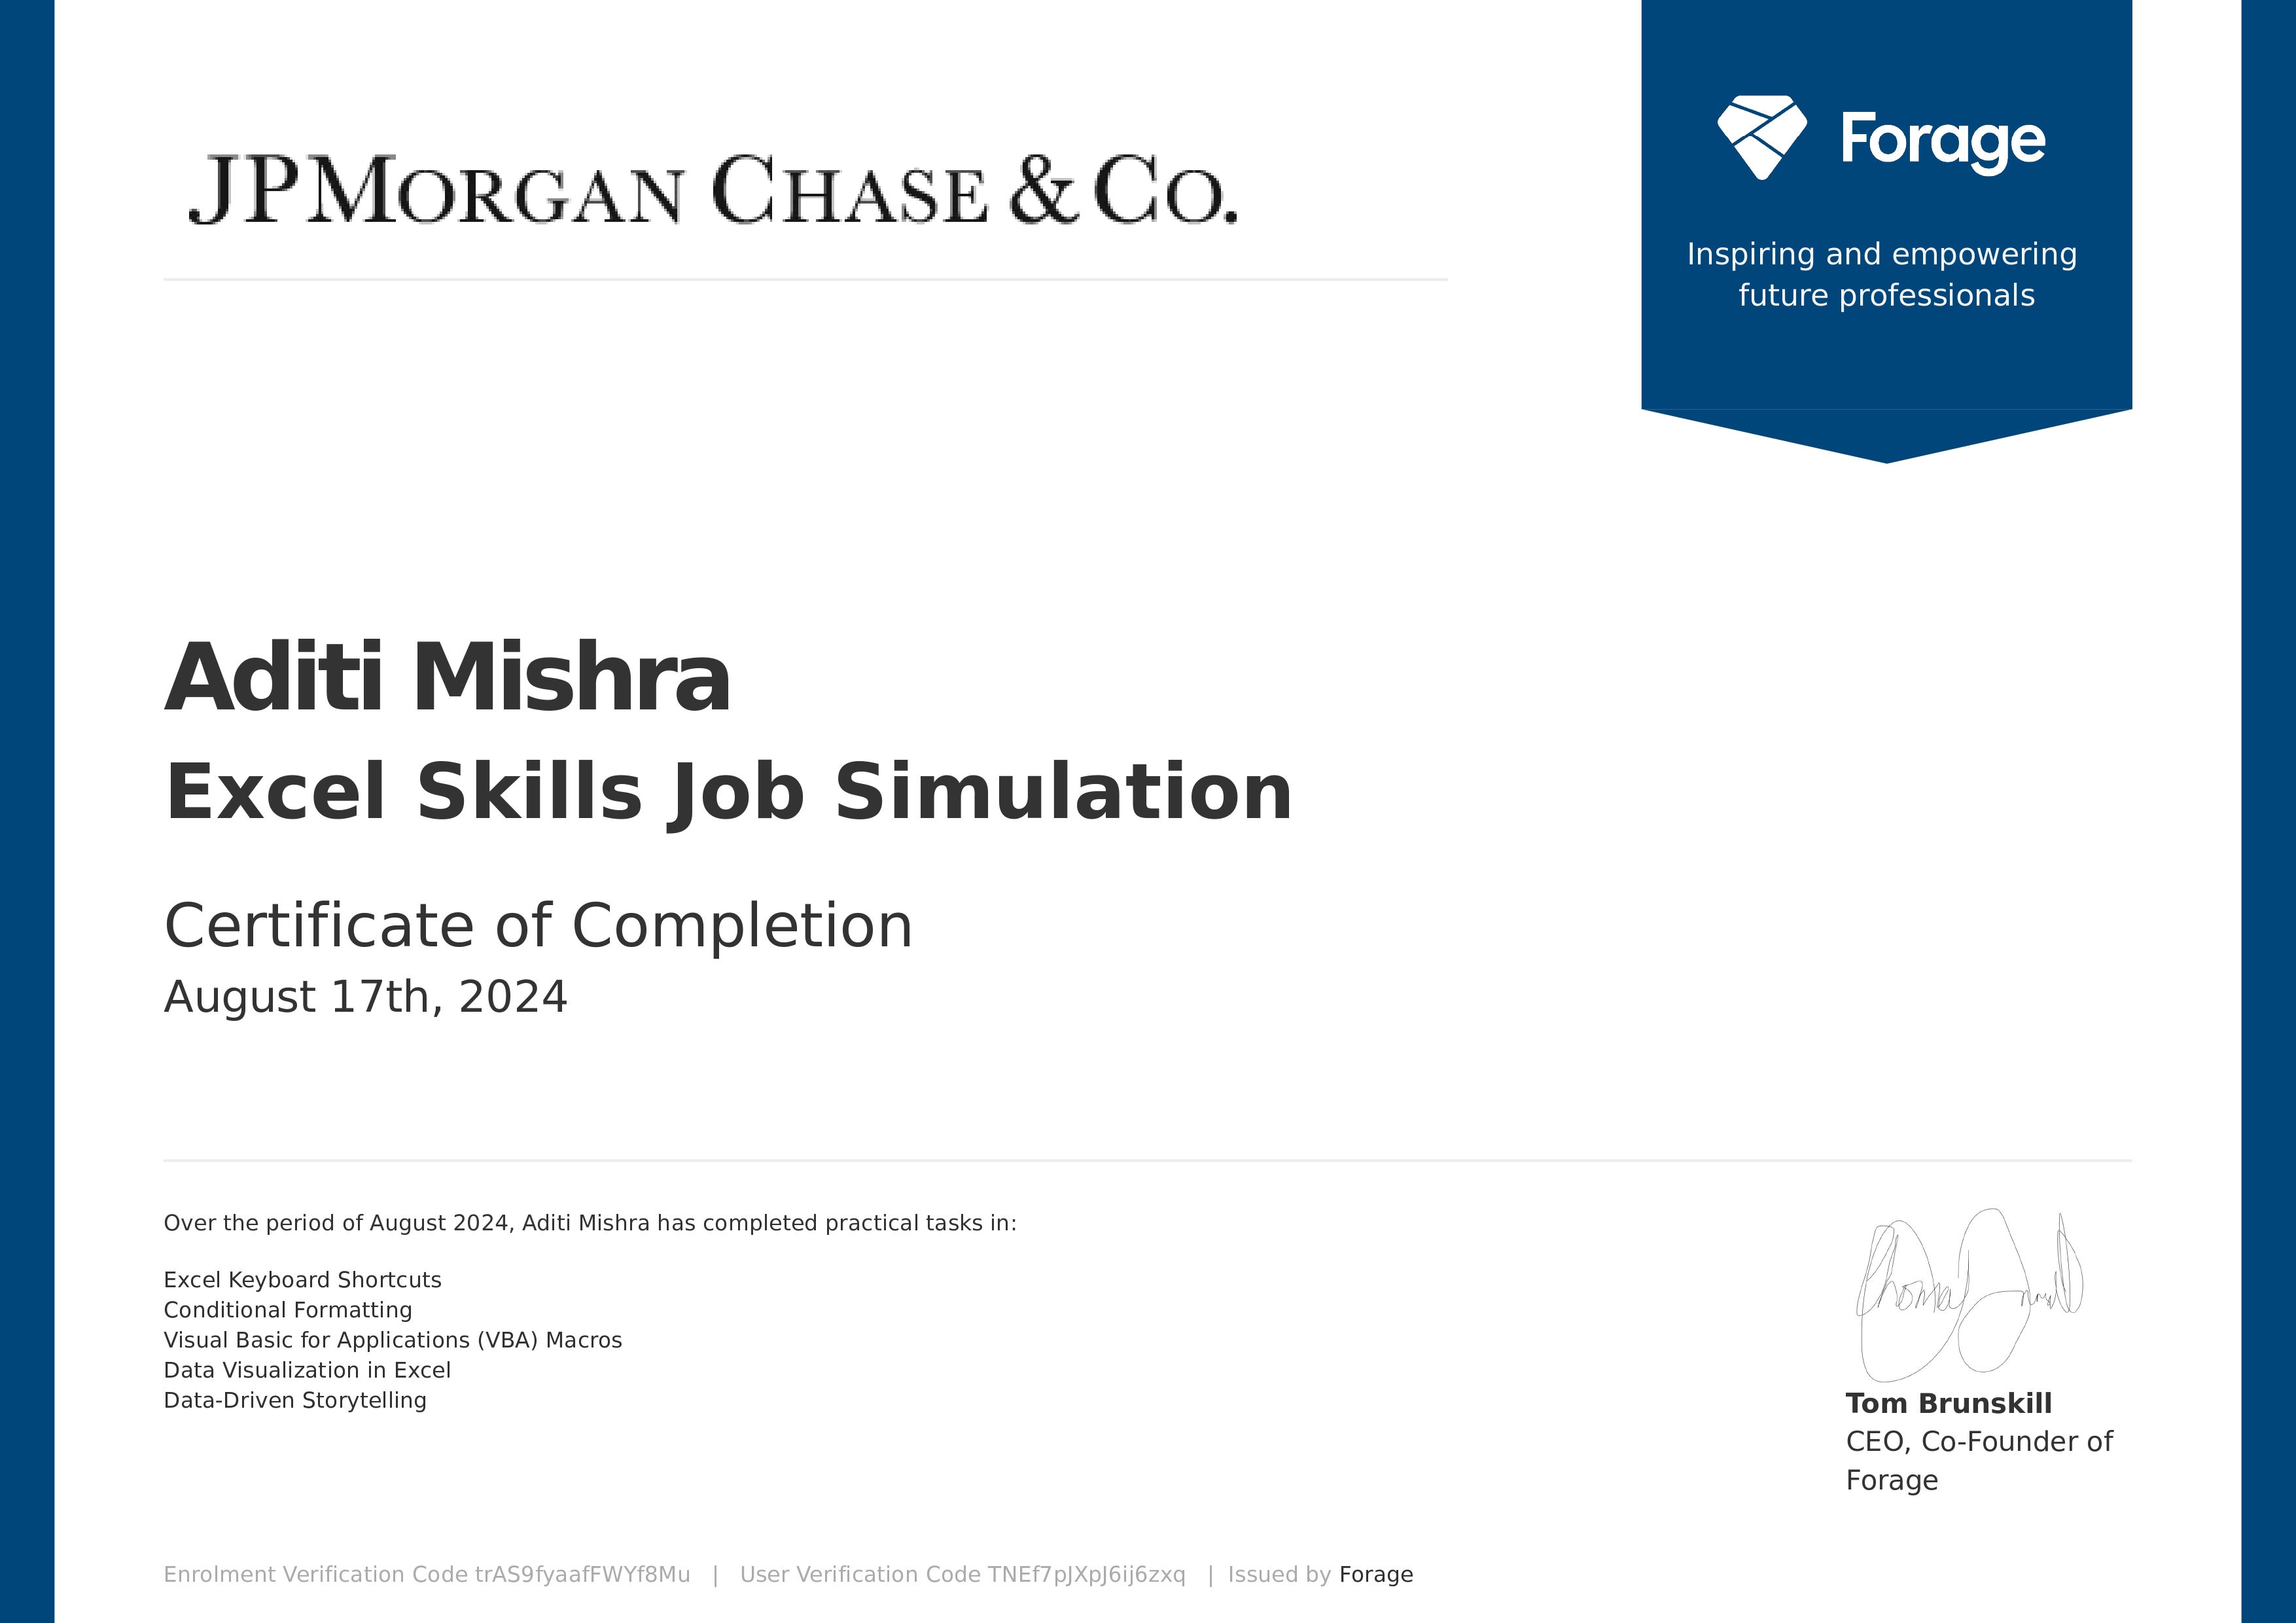 JPMORGAN CHASE & CO.
Forage
Inspiring and empowering
future professionals
Aditi Mishra
Excel Skills Job Simulation
Certificate of Completion
August 17th, 2024
Over the period of August 2024, Aditi Mishra has completed practical tasks in:
Excel Keyboard Shortcuts
Conditional Formatting
Visual Basic for Applications (VBA) Macros
Data Visualization in Excel
Data-Driven Storytelling
Tom Brunskill
CEO, Co-Founder of
Forage
Enrolment Verification Code trAS9fyaafFWYf8Mu | User Verification Code TNEf7pJXpJ6ij6zxq | Issued by Forage